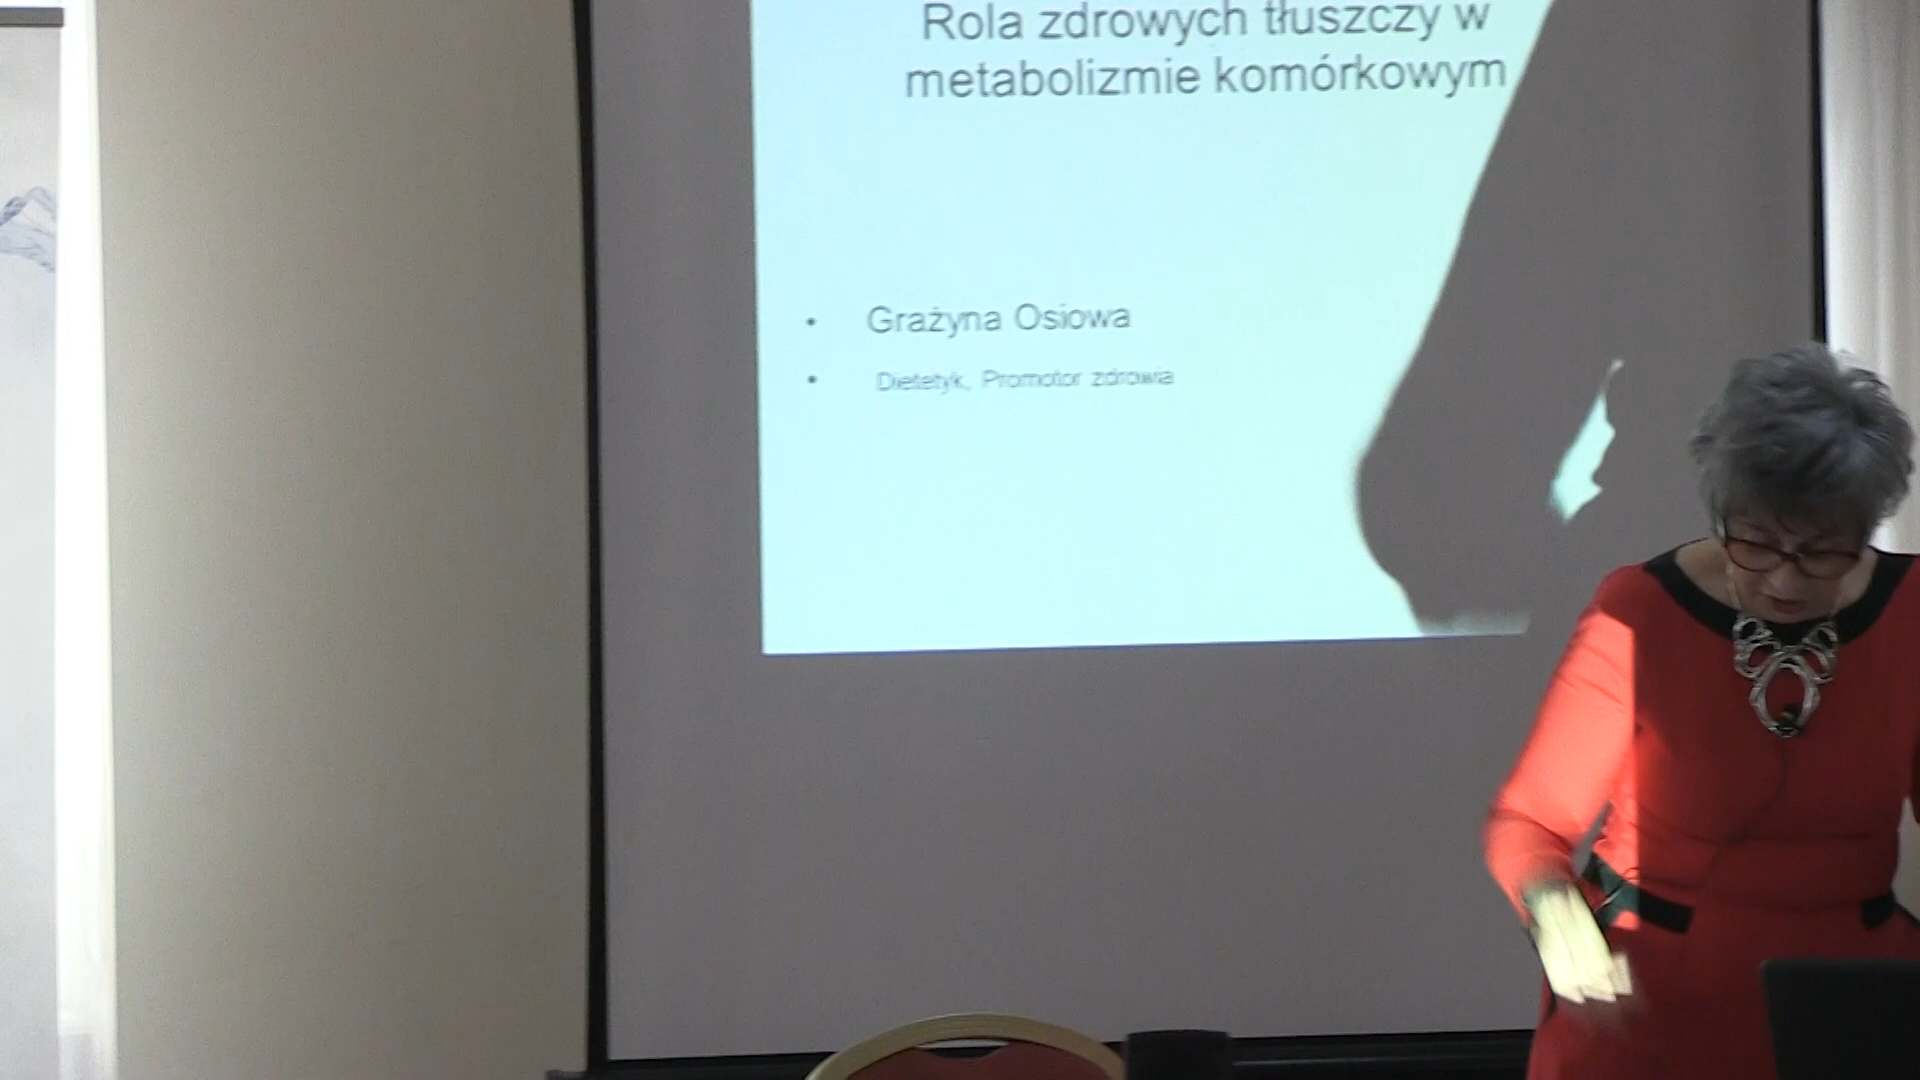 Rola zdrowych tłuszczy w
metabolizmie komórkowym
• Grażyna Osiowa
• Dietetyk, Promotor zdrowia